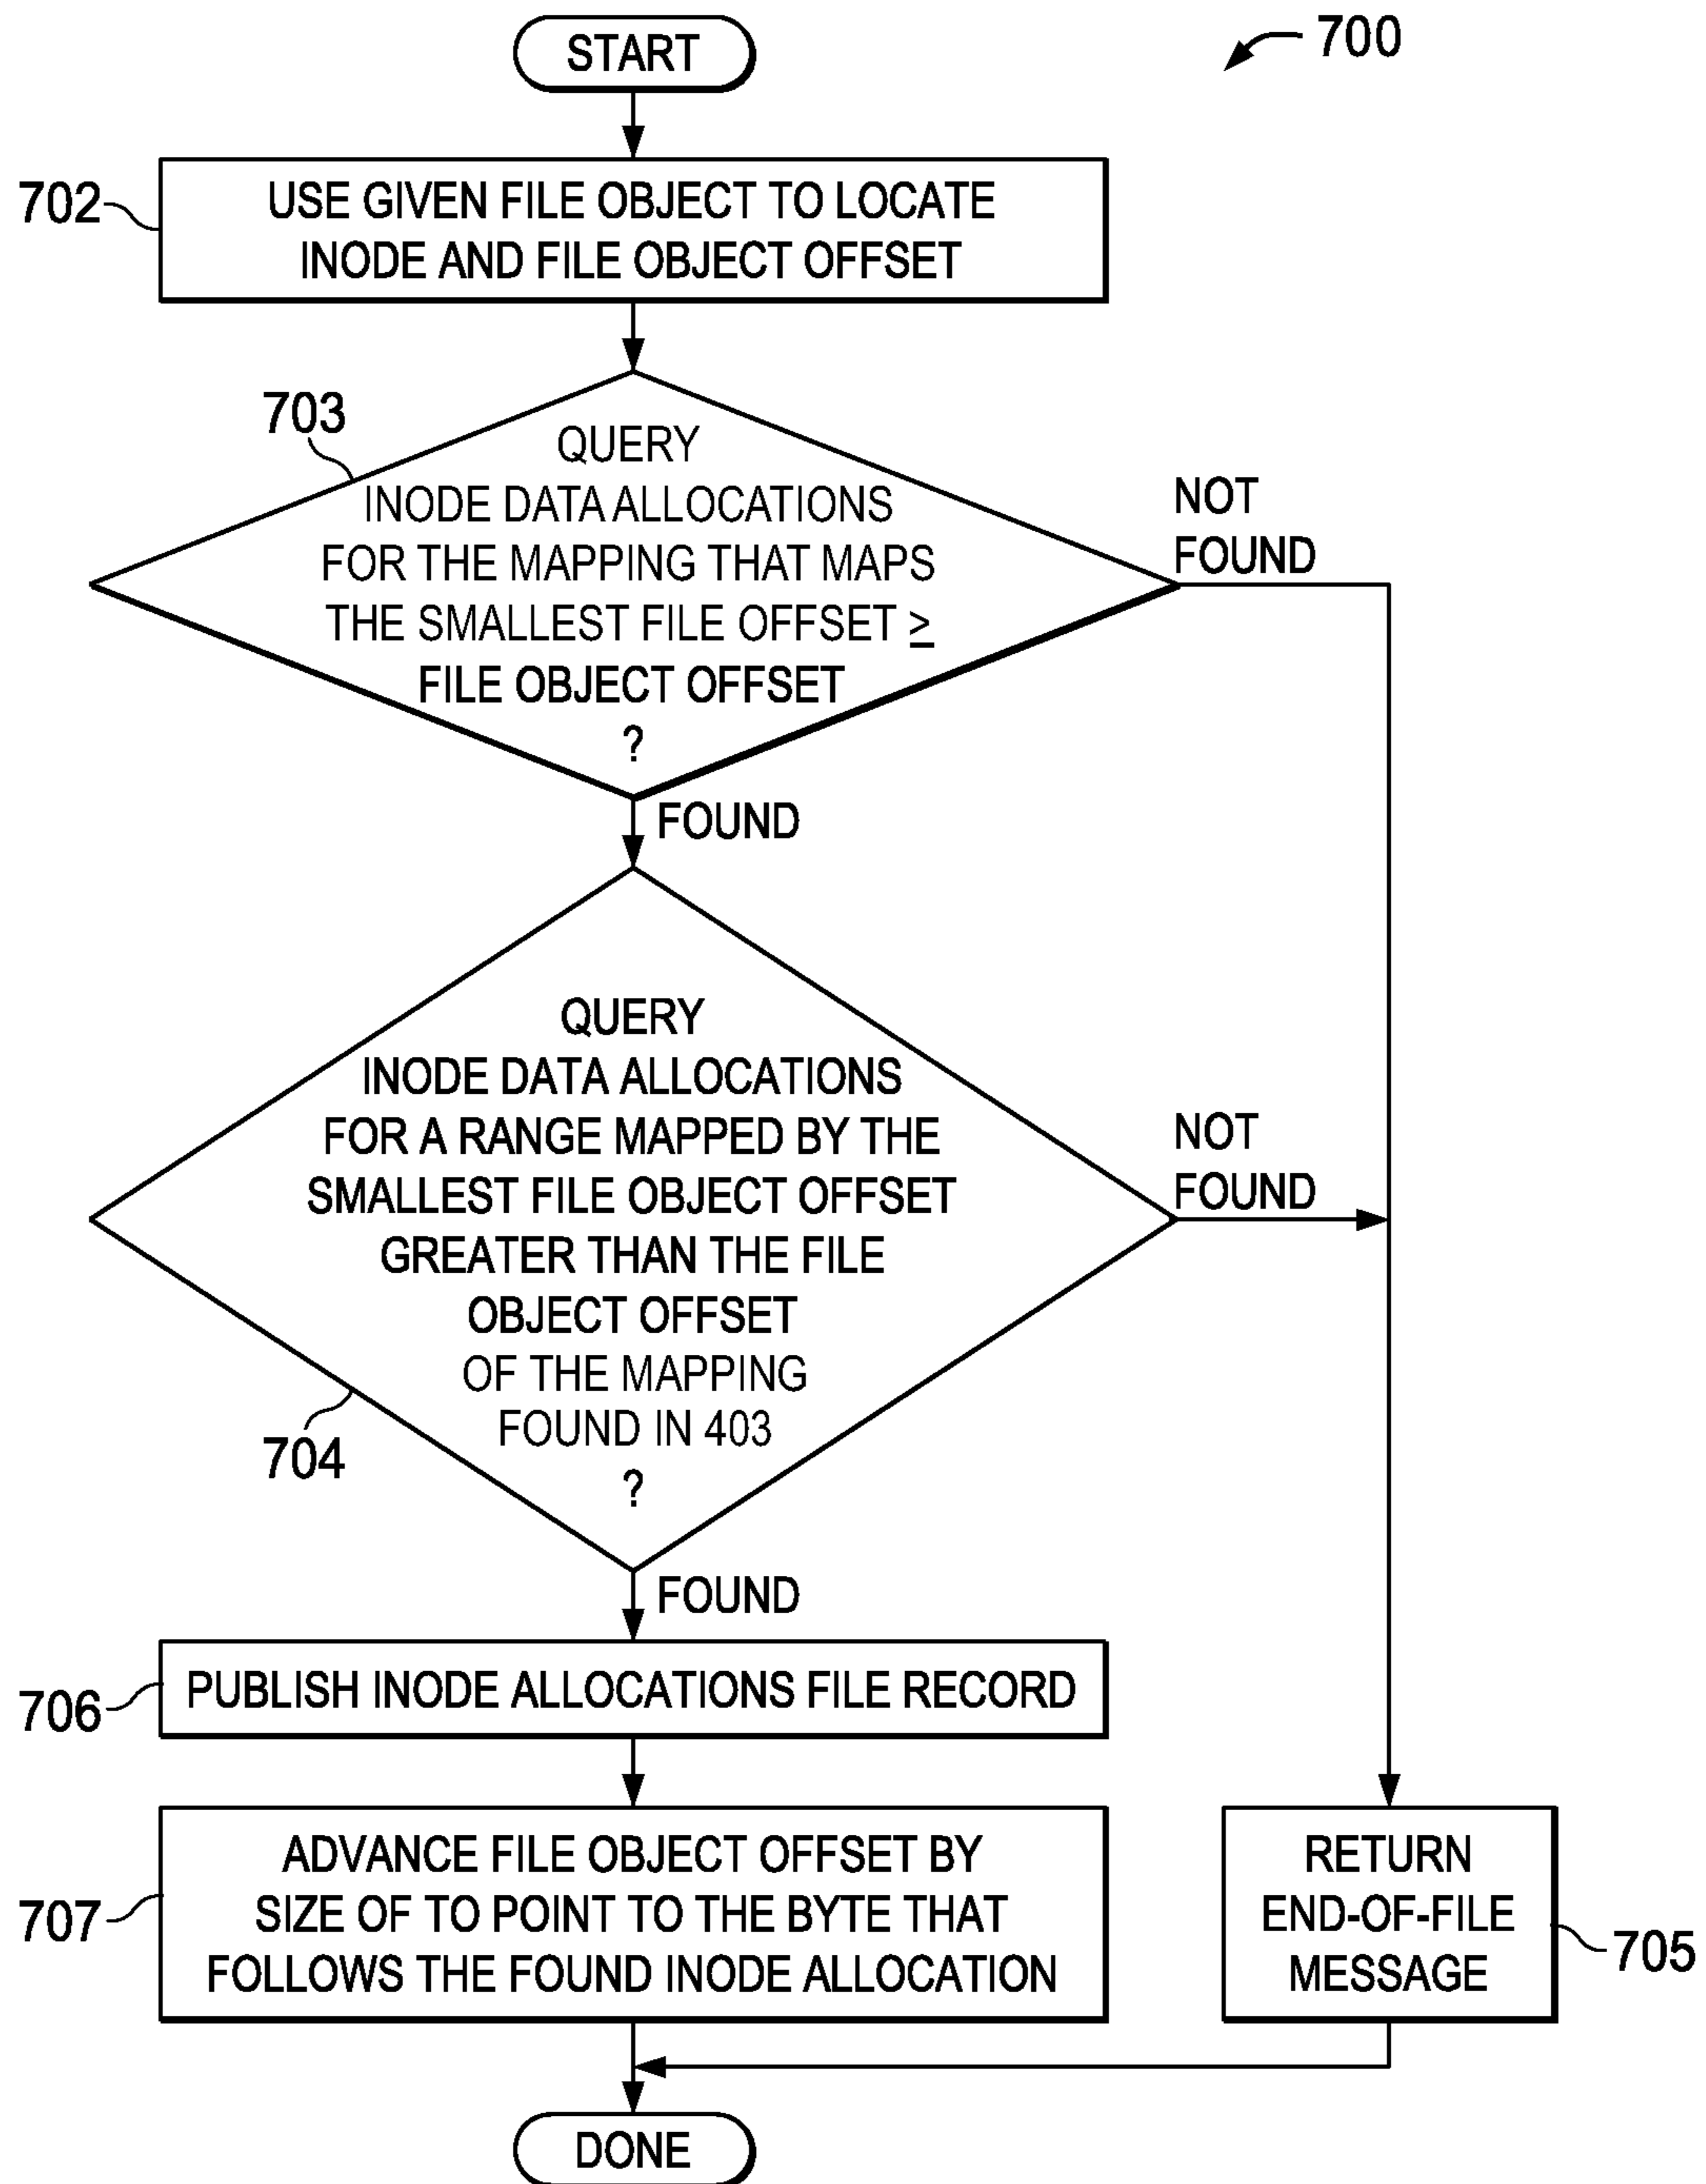 START
700
702
USE GIVEN FILE OBJECT TO LOCATE
INODE AND FILE OBJECT OFFSET
703
QUERY
INODE DATA ALLOCATIONS
FOR THE MAPPING THAT MAPS
THE SMALLEST FILE OFFSET ≥
FILE OBJECT OFFSET
?
NOT
FOUND
FOUND
QUERY
INODE DATA ALLOCATIONS
FOR A RANGE MAPPED BY THE
SMALLEST FILE OBJECT OFFSET
GREATER THAN THE FILE
OBJECT OFFSET
OF THE MAPPING
FOUND IN 403
?
704
NOT
FOUND
FOUND
706
PUBLISH INODE ALLOCATIONS FILE RECORD
707
ADVANCE FILE OBJECT OFFSET BY
SIZE OF TO POINT TO THE BYTE THAT
FOLLOWS THE FOUND INODE ALLOCATION
RETURN
END-OF-FILE
MESSAGE
705
DONE